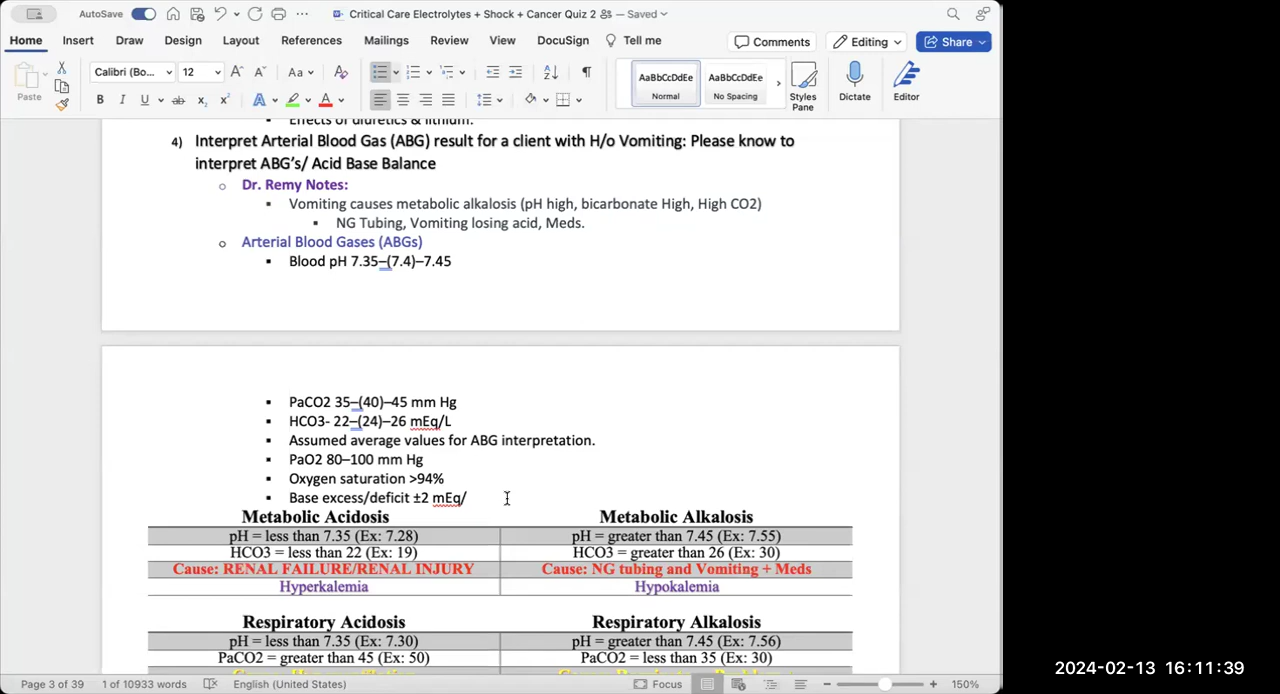 AutoSave
Critical Care Electrolytes + Shock + Cancer Quiz 2
— Saved
Home
Insert
Draw
Design
Layout
References
Mailings
Review
View
DocuSign
Tell me
Comments
Editing
Share
Paste
Calibri (Bo...
12
AaBbCcDdEe
Normal
AaBbCcDdEe
No Spacing
Styles
Pane
Dictate
Editor
Effects of diuretics & lithium.
4) Interpret Arterial Blood Gas (ABG) result for a client with H/o Vomiting: Please know to
interpret ABG's/ Acid Base Balance
Dr. Remy Notes:
Vomiting causes metabolic alkalosis (pH high, bicarbonate High, High CO2)
NG Tubing, Vomiting losing acid, Meds.
Arterial Blood Gases (ABGs)
Blood pH 7.35–(7.4)–7.45
PaCO2 35–(40)–45 mm Hg
HCO3- 22–(24)–26 mEq/L
Assumed average values for ABG interpretation.
PaO2 80–100 mm Hg
Oxygen saturation >94%
Base excess/deficit ±2 mEq/
Metabolic Acidosis
Metabolic Alkalosis
pH = less than 7.35 (Ex: 7.28)
pH = greater than 7.45 (Ex: 7.55)
HCO3 = less than 22 (Ex: 19)
HCO3 = greater than 26 (Ex: 30)
Cause: RENAL FAILURE/RENAL INJURY
Cause: NG tubing and Vomiting + Meds
Hyperkalemia
Hypokalemia
Respiratory Acidosis
Respiratory Alkalosis
pH = less than 7.35 (Ex: 7.30)
pH = greater than 7.45 (Ex: 7.56)
PaCO2 = greater than 45 (Ex: 50)
PaCO2 = less than 35 (Ex: 30)
Page 3 of 39
1 of 10933 words
English (United States)
Focus
150%
2024-02-13 16:11:39